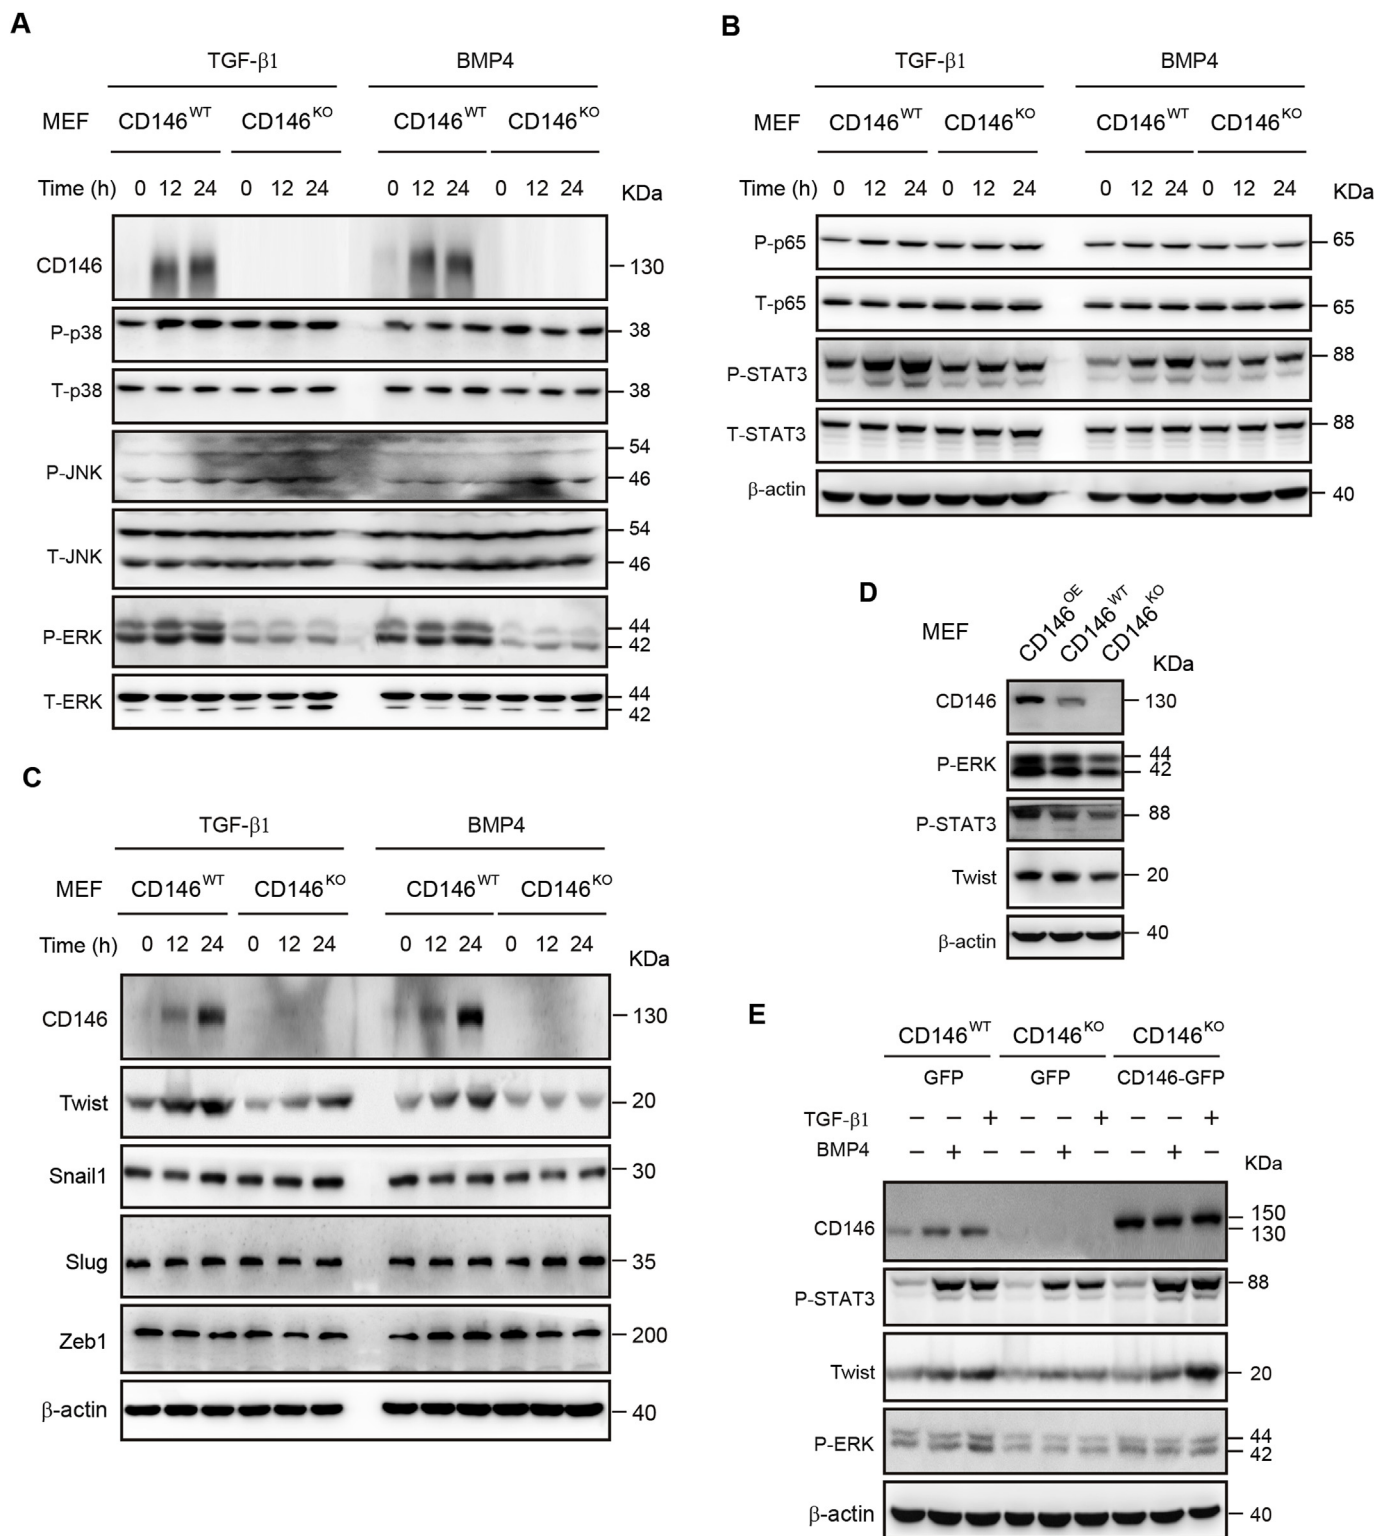 A
TGF-β1 BMP4
MEF CD146WT CD146KO CD146WT CD146KO
Time (h) 0 12 24 0 12 24 0 12 24 0 12 24 KDa
CD146 130
P-p38 38
T-p38 38
P-JNK 54
46
T-JNK 54
46
P-ERK 44
42
T-ERK 44
42
B
TGF-β1 BMP4
MEF CD146WT CD146KO CD146WT CD146KO
Time (h) 0 12 24 0 12 24 0 12 24 0 12 24 KDa
P-p65 65
T-p65 65
P-STAT3 88
T-STAT3 88
β-actin 40
C
TGF-β1 BMP4
MEF CD146WT CD146KO CD146WT CD146KO
Time (h) 0 12 24 0 12 24 0 12 24 0 12 24 KDa
CD146 130
Twist 20
Snail1 30
Slug 35
Zeb1 200
β-actin 40
D
MEF CD146OE CD146WT CD146KO
KDa
CD146 130
P-ERK 44
42
P-STAT3 88
Twist 20
β-actin 40
E
CD146WT CD146KO CD146KO
GFP GFP CD146-GFP
TGF-β1 − − + − − + − − +
BMP4 − + − − + − − + −
KDa
CD146 150
130
P-STAT3 88
Twist 20
P-ERK 44
42
β-actin 40